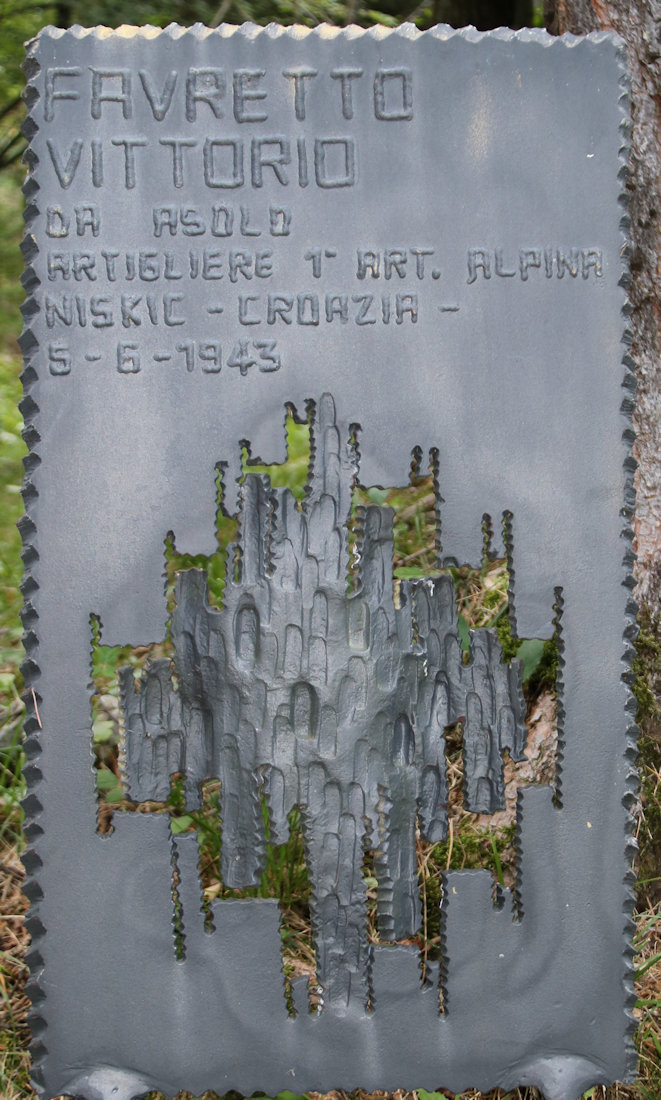 FAVRETTO
VITTORIO
DA ASOLO
ARTIGLIERE 1° ART. ALPINA
NISKIC - CROAZIA -
5-6-1943